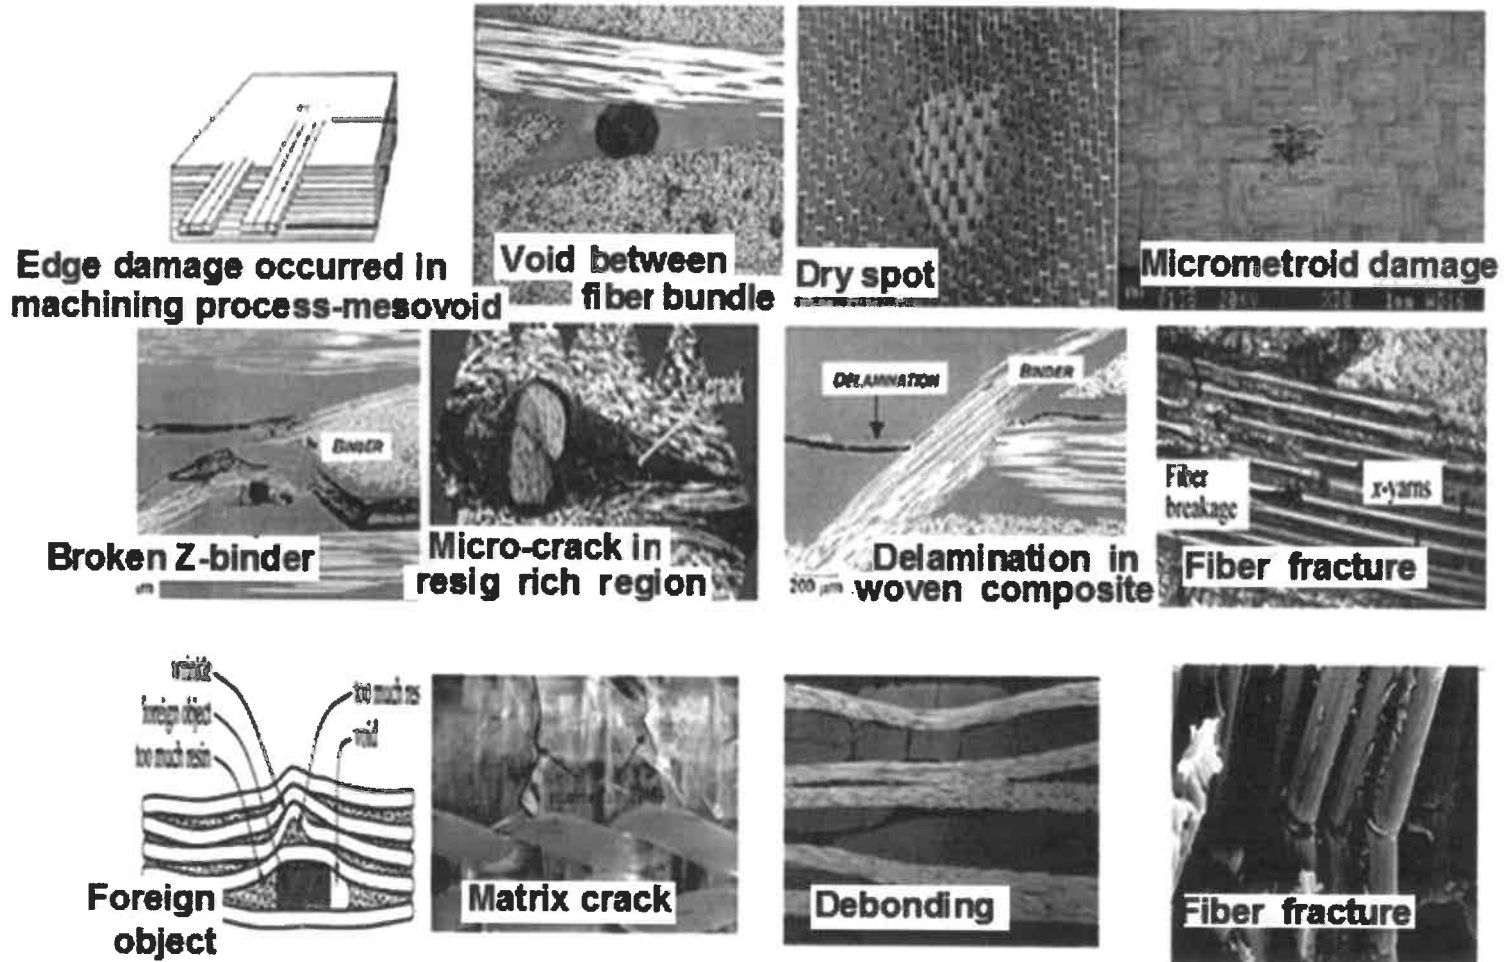 Edge damage occurred in
machining process-mesovoid
Void between
fiber bundle
Dry spot
Micrometroid damage
BINDER
Broken Z-binder
Micro-crack in
resig rich region
DELAMINATION
BINDER
200 μm
Delamination in
woven composite
Fiber
breakage
x-yarns
Fiber fracture
too much res
foreign object
void
too much resin
Foreign
object
Matrix crack
Debonding
Fiber fracture